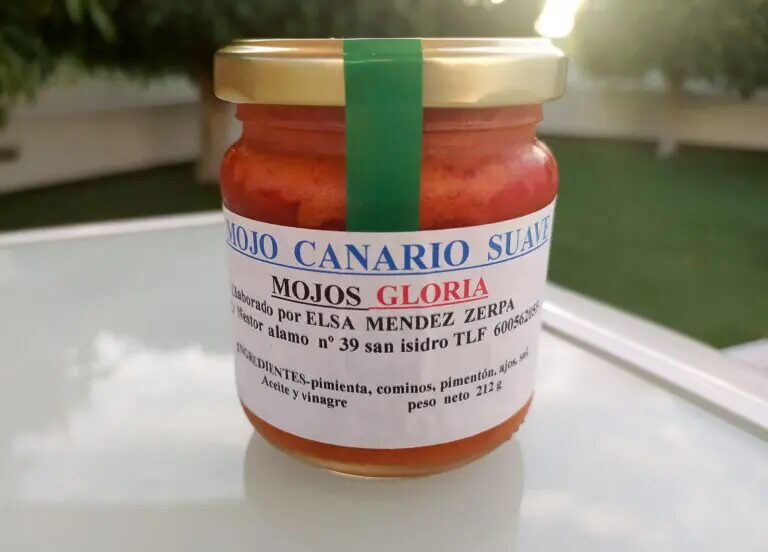 MOJO CANARIO SUAVE
MOJOS GLORIA
Elaborado por ELSA MENDEZ ZERPA
Nestor alamo nº 39 san isidro TLF
INGREDIENTES-pimienta, cominos, pimentón, ajos, sal,
Aceite y vinagre peso neto 212 g